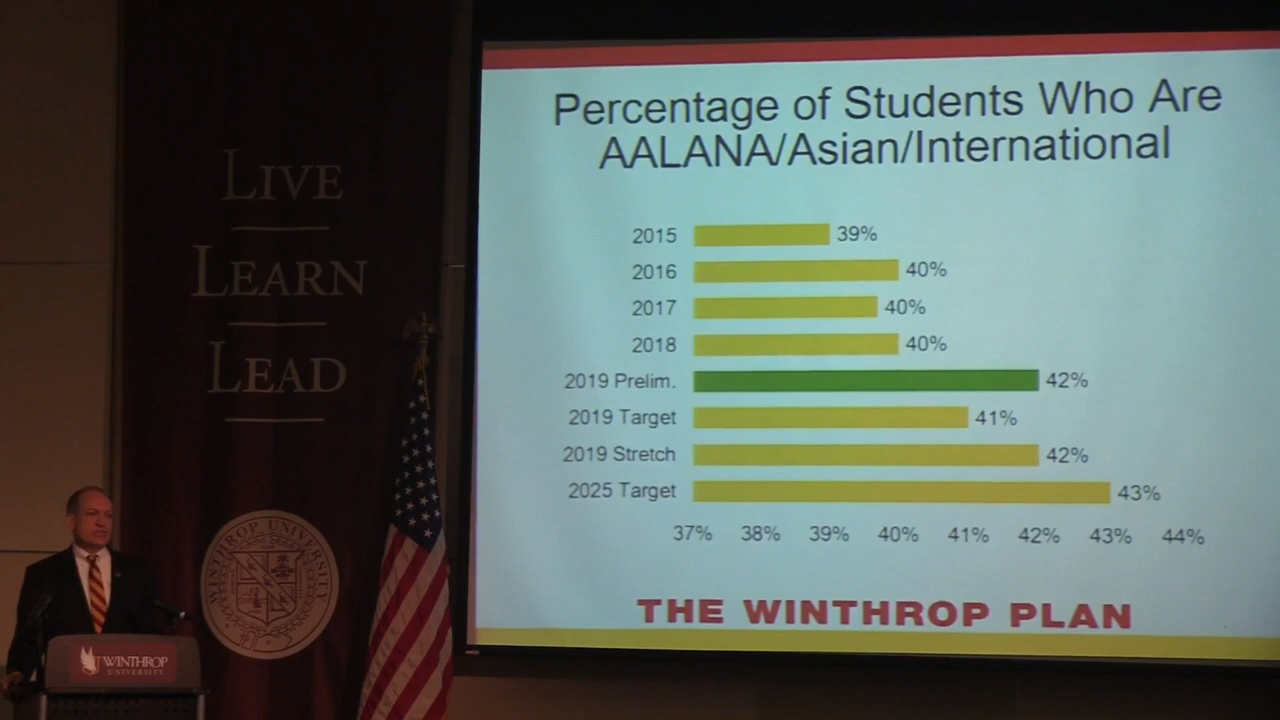 LIVE
LEARN
LEAD
WINTHROP UNIVERSITY
WINTHROP
UNIVERSITY
Percentage of Students Who Are
AALANA/Asian/International
2015 39%
2016 40%
2017 40%
2018 40%
2019 Prelim. 42%
2019 Target 41%
2019 Stretch 42%
2025 Target 43%
37% 38% 39% 40% 41% 42% 43% 44%
THE WINTHROP PLAN